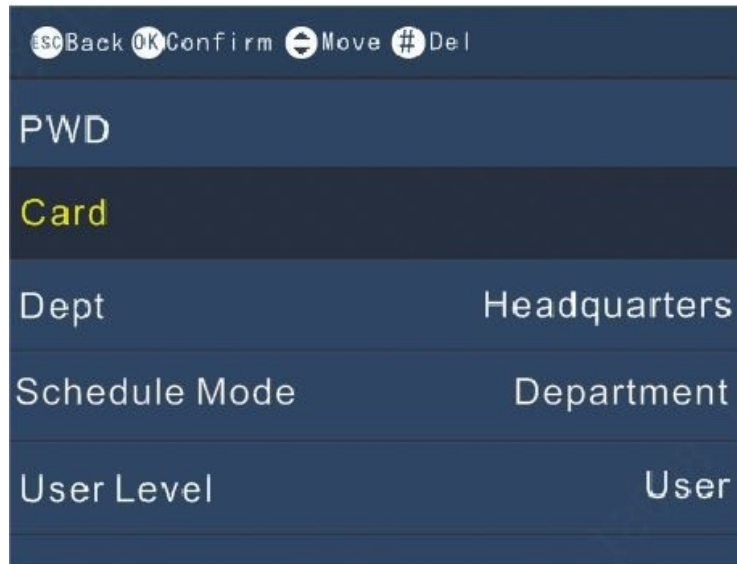 ESC Back OK Confirm Move # Del
PWD
Card
Dept Headquarters
Schedule Mode Department
User Level User